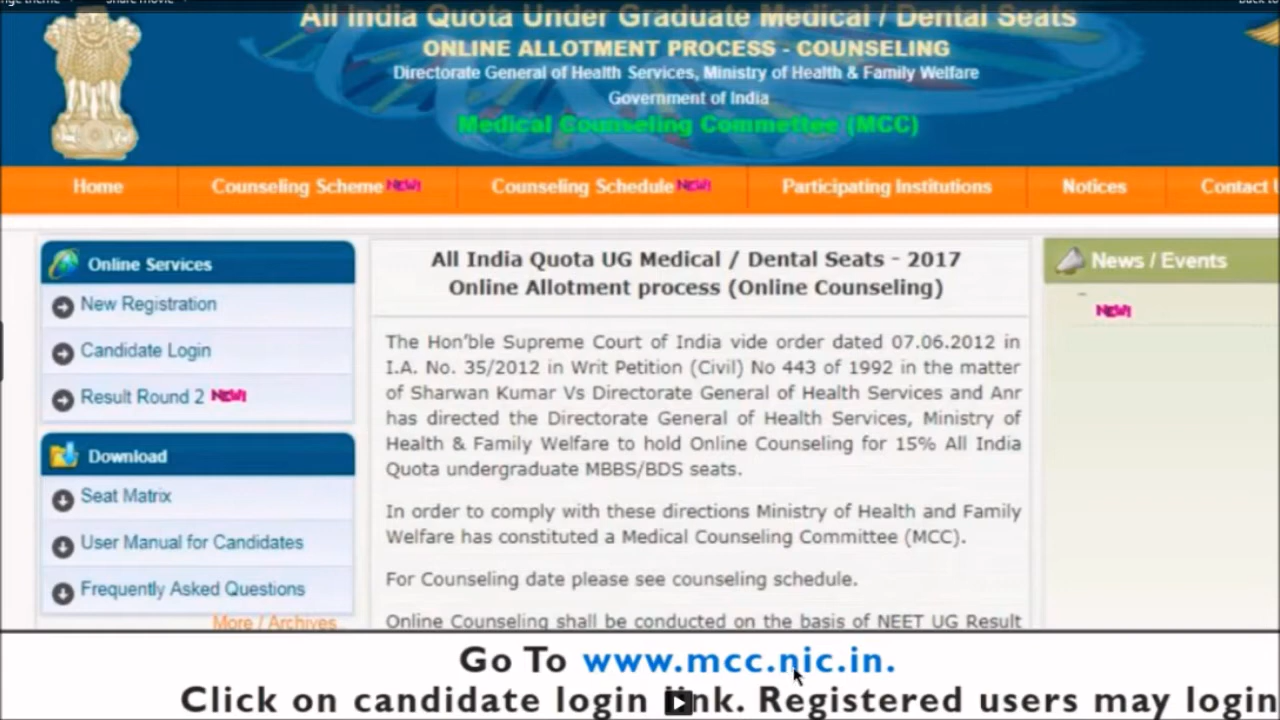 All India Quota Under Graduate Medical / Dental Seats
ONLINE ALLOTMENT PROCESS - COUNSELING
Directorate General of Health Services, Ministry of Health & Family Welfare
Government of India
Medical Counseling Committee (MCC)
Home
Counseling Scheme NEW!
Counseling Schedule NEW!
Participating Institutions
Notices
Contact
Online Services
New Registration
Candidate Login
Result Round 2 NEW!
Download
Seat Matrix
User Manual for Candidates
Frequently Asked Questions
More / Archives..
All India Quota UG Medical / Dental Seats - 2017
Online Allotment process (Online Counseling)
The Hon'ble Supreme Court of India vide order dated 07.06.2012 in
I.A. No. 35/2012 in Writ Petition (Civil) No 443 of 1992 in the matter
of Sharwan Kumar Vs Directorate General of Health Services and Anr
has directed the Directorate General of Health Services, Ministry of
Health & Family Welfare to hold Online Counseling for 15% All India
Quota undergraduate MBBS/BDS seats.
In order to comply with these directions Ministry of Health and Family
Welfare has constituted a Medical Counseling Committee (MCC).
For Counseling date please see counseling schedule.
Online Counseling shall be conducted on the basis of NEET UG Result
News / Events
NEW!
Go To www.mcc.nic.in.
Click on candidate login link. Registered users may login